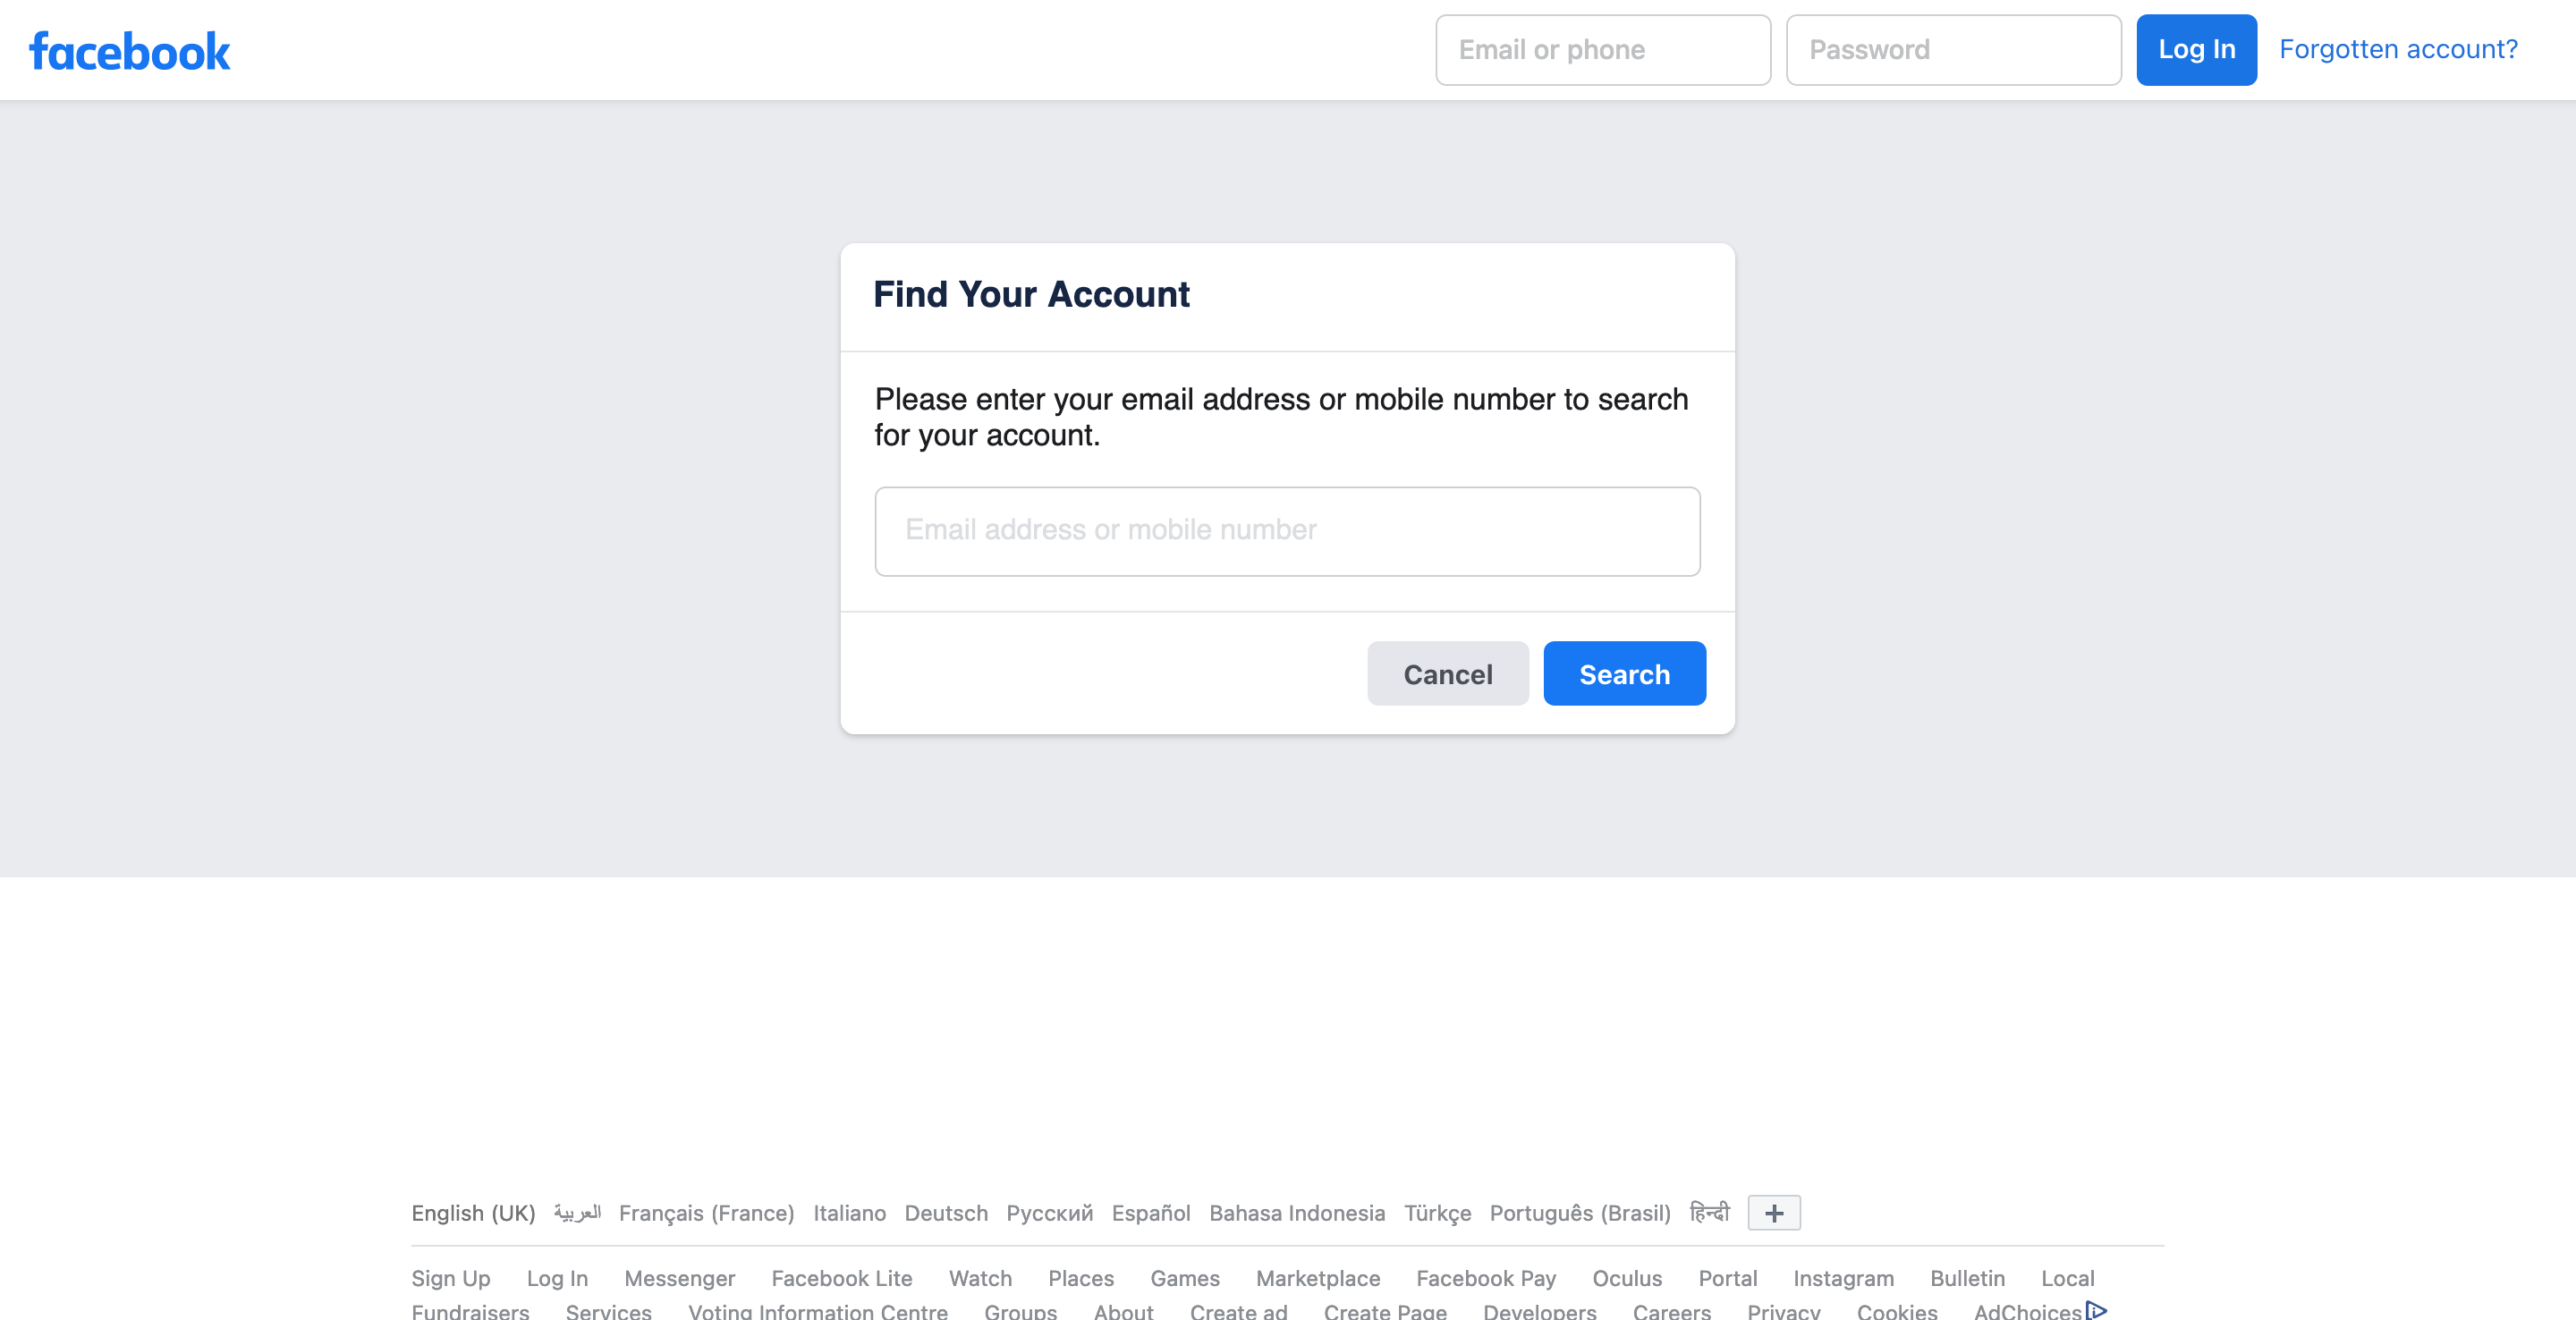 facebook
Email or phone
Password
Log In
Forgotten account?
Find Your Account
Please enter your email address or mobile number to search
for your account.
Email address or mobile number
Cancel
Search
English (UK) العربية Français (France) Italiano Deutsch Русский Español Bahasa Indonesia Türkçe Português (Brasil) हिन्दी +
Sign Up Log In Messenger Facebook Lite Watch Places Games Marketplace Facebook Pay Oculus Portal Instagram Bulletin Local
Fundraisers Services Voting Information Centre Groups About Create ad Create Page Developers Careers Privacy Cookies AdChoices